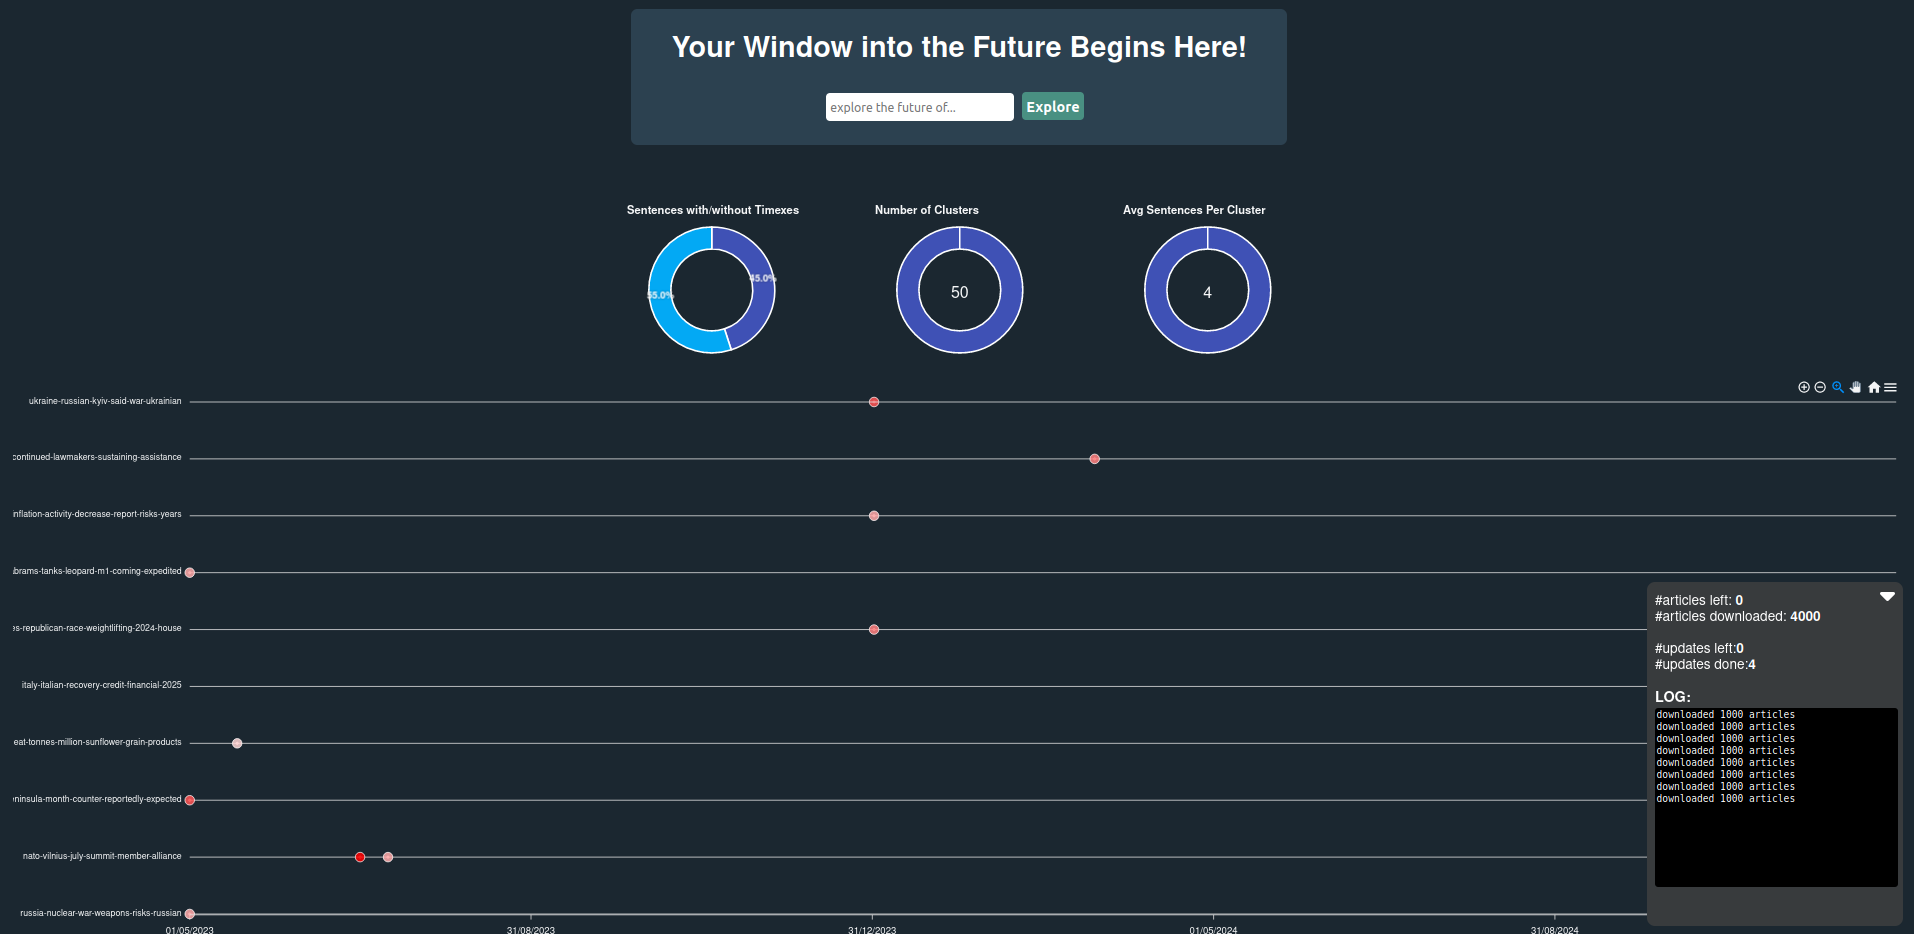 Your Window into the Future Begins Here!
explore the future of...
Explore
Sentences with/without Timexes
Number of Clusters
Avg Sentences Per Cluster
45.0%
55.0%
50
4
ukraine-russian-kyiv-said-war-ukrainian
continued-lawmakers-sustaining-assistance
nflation-activity-decrease-report-risks-years
brams-tanks-leopard-m1-coming-expedited
es-republican-race-weightlifting-2024-house
italy-italian-recovery-credit-financial-2025
eat-tonnes-million-sunflower-grain-products
ninsula-month-counter-reportedly-expected
nato-vilnius-july-summit-member-alliance
russia-nuclear-war-weapons-risks-russian
01/05/2023
31/08/2023
31/12/2023
01/05/2024
31/08/2024
#articles left: 0
#articles downloaded: 4000
#updates left:0
#updates done:4
LOG:
downloaded 1000 articles
downloaded 1000 articles
downloaded 1000 articles
downloaded 1000 articles
downloaded 1000 articles
downloaded 1000 articles
downloaded 1000 articles
downloaded 1000 articles